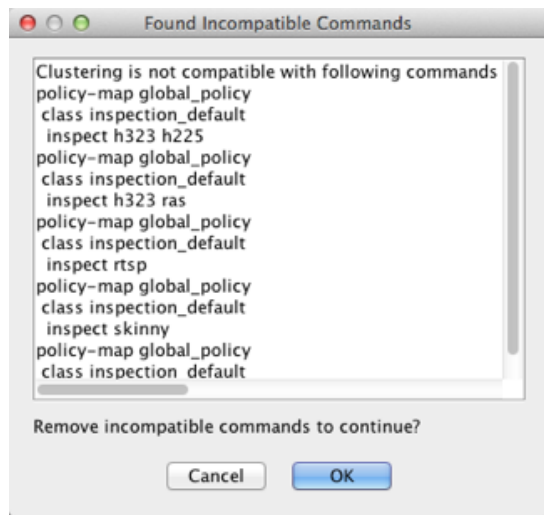 Found Incompatible Commands
Clustering is not compatible with following commands
policy-map global_policy
class inspection_default
inspect h323 h225
policy-map global_policy
class inspection_default
inspect h323 ras
policy-map global_policy
class inspection_default
inspect rtsp
policy-map global_policy
class inspection_default
inspect skinny
policy-map global_policy
class inspection_default
Remove incompatible commands to continue?
Cancel
OK